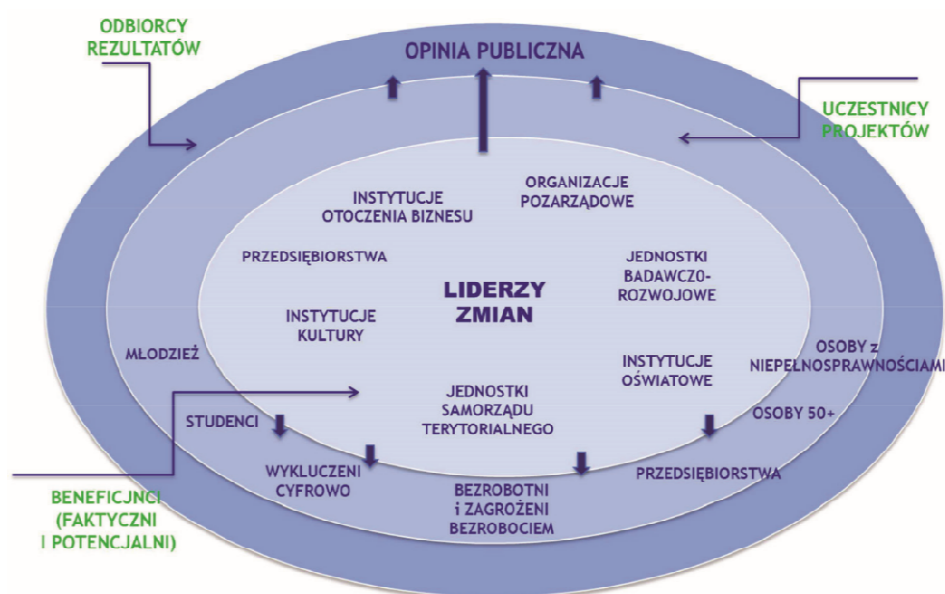 ODBIORCY
REZULTATÓW
OPINIA PUBLICZNA
UCZESTNICY
PROJEKTÓW
INSTYTUCJE
OTOCZENIA BIZNESU
ORGANIZACJE
POZARZĄDOWE
PRZEDSIĘBIORSTWA
JEDNOSTKI
BADAWCZO-
ROZWOJOWE
LIDERZY
ZMIAN
INSTYTUCJE
KULTURY
MŁODZIEŻ
INSTYTUCJE
OŚWIATOWE
OSOBY z
NIEPEŁNOSPRAWNOŚCIAMI
JEDNOSTKI
SAMORZĄDU
TERYTORIALNEGO
STUDENCI
OSOBY 50+
WYKLUCZENI
CYFROWO
BEZROBOTNI
i ZAGROŻENI
BEZROBOCIEM
PRZEDSIĘBIORSTWA
BENEFICJNCI
(FAKTYCZNI
I POTENCJALNI)